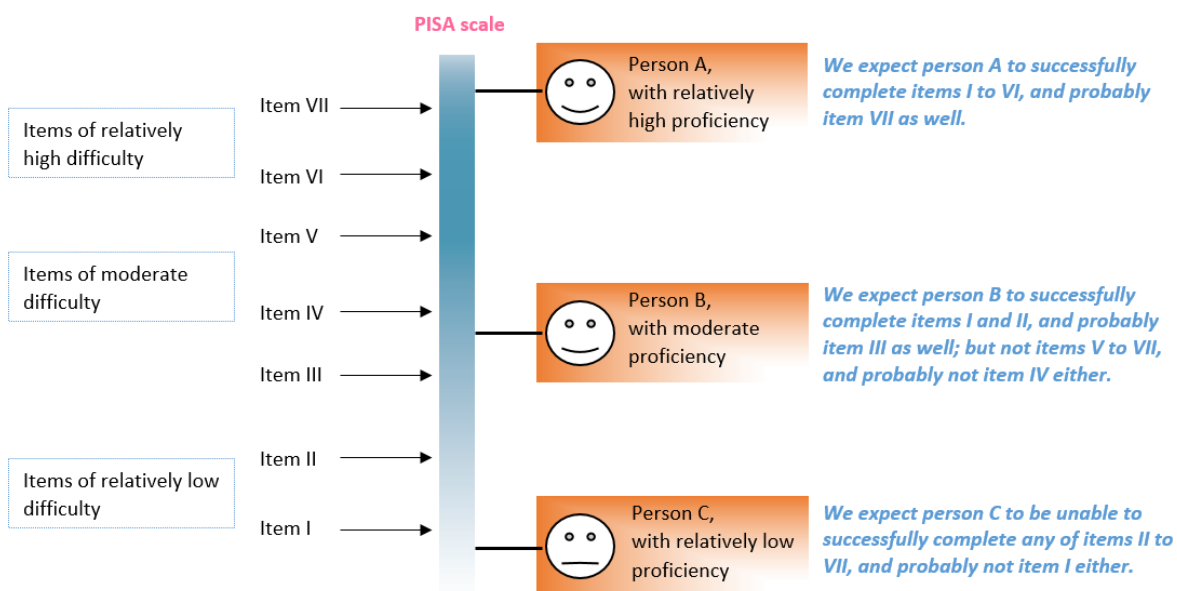 PISA scale
Item VII
Items of relatively
high difficulty
Item VI
Item V
Items of moderate
difficulty
Item IV
Item III
Item II
Items of relatively low
difficulty
Item I
Person A,
with relatively
high proficiency
We expect person A to successfully
complete items I to VI, and probably
item VII as well.
Person B,
with moderate
proficiency
We expect person B to successfully
complete items I and II, and probably
item III as well; but not items V to VII,
and probably not item IV either.
Person C,
with relatively low
proficiency
We expect person C to be unable to
successfully complete any of items II to
VII, and probably not item I either.